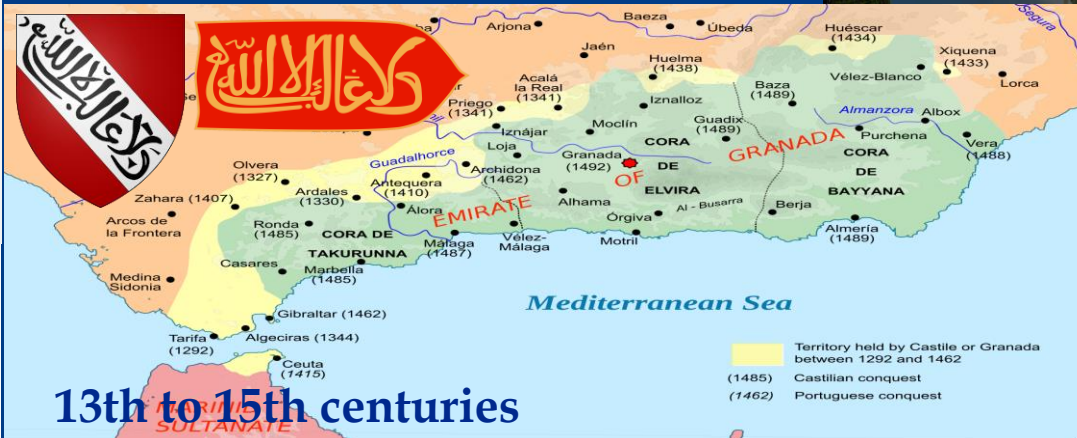 ولا غالب إلا الله
ولا غالب إلا الله
Arjona
Baeza
Úbeda
Segura
Jaén
Huéscar
(1434)
Xiquena
(1433)
Lorca
Huelma
(1438)
Vélez-Blanco
Acalá
la Real
(1341)
Priego
(1341)
Baza
(1489)
Iznalloz
Almanzora
Albox
Iznájar
Moclín
Guadix
(1489)
Purchena
Vera
(1488)
Loja
Granada
(1492)
CORA
DE
ELVIRA
EMIRATE
OF
GRANADA
CORA
DE
BAYYANA
Guadalhorce
Archidona
(1462)
Olvera
(1327)
Antequera
(1410)
Ardales
(1330)
Zahara (1407)
Álora
Alhama
Al - Busarra
Berja
Órgiva
Arcos de
la Frontera
Ronda
(1485)
CORA DE
TAKURUNNA
Málaga
(1487)
Vélez-
Málaga
Motril
Almería
(1489)
Casares
Marbella
(1485)
Medina
Sidonia
Gibraltar (1462)
Mediterranean Sea
Tarifa
(1292)
Algeciras (1344)
Ceuta
(1415)
Territory held by Castile or Granada
between 1292 and 1462
(1485) Castilian conquest
(1462) Portuguese conquest
MARINID
SULTANATE
13th to 15th centuries